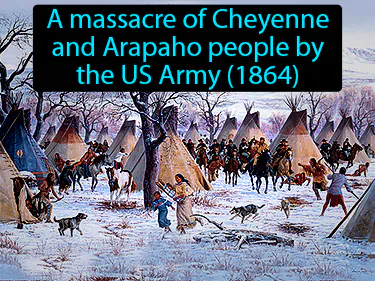 A massacre of Cheyenne
and Arapaho people by
the US Army (1864)